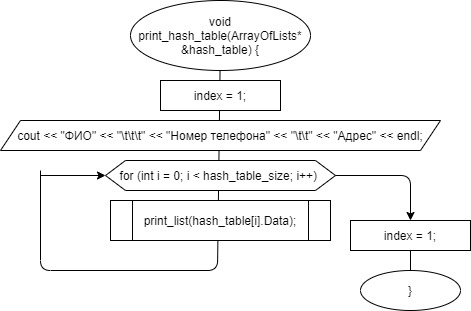 void
print_hash_table(ArrayOfLists*
&hash_table) {
index = 1;
cout << "ФИО" << "\t\t\t" << "Номер телефона" << "\t\t" << "Адрес" << endl;
for (int i = 0; i < hash_table_size; i++)
print_list(hash_table[i].Data);
index = 1;
}